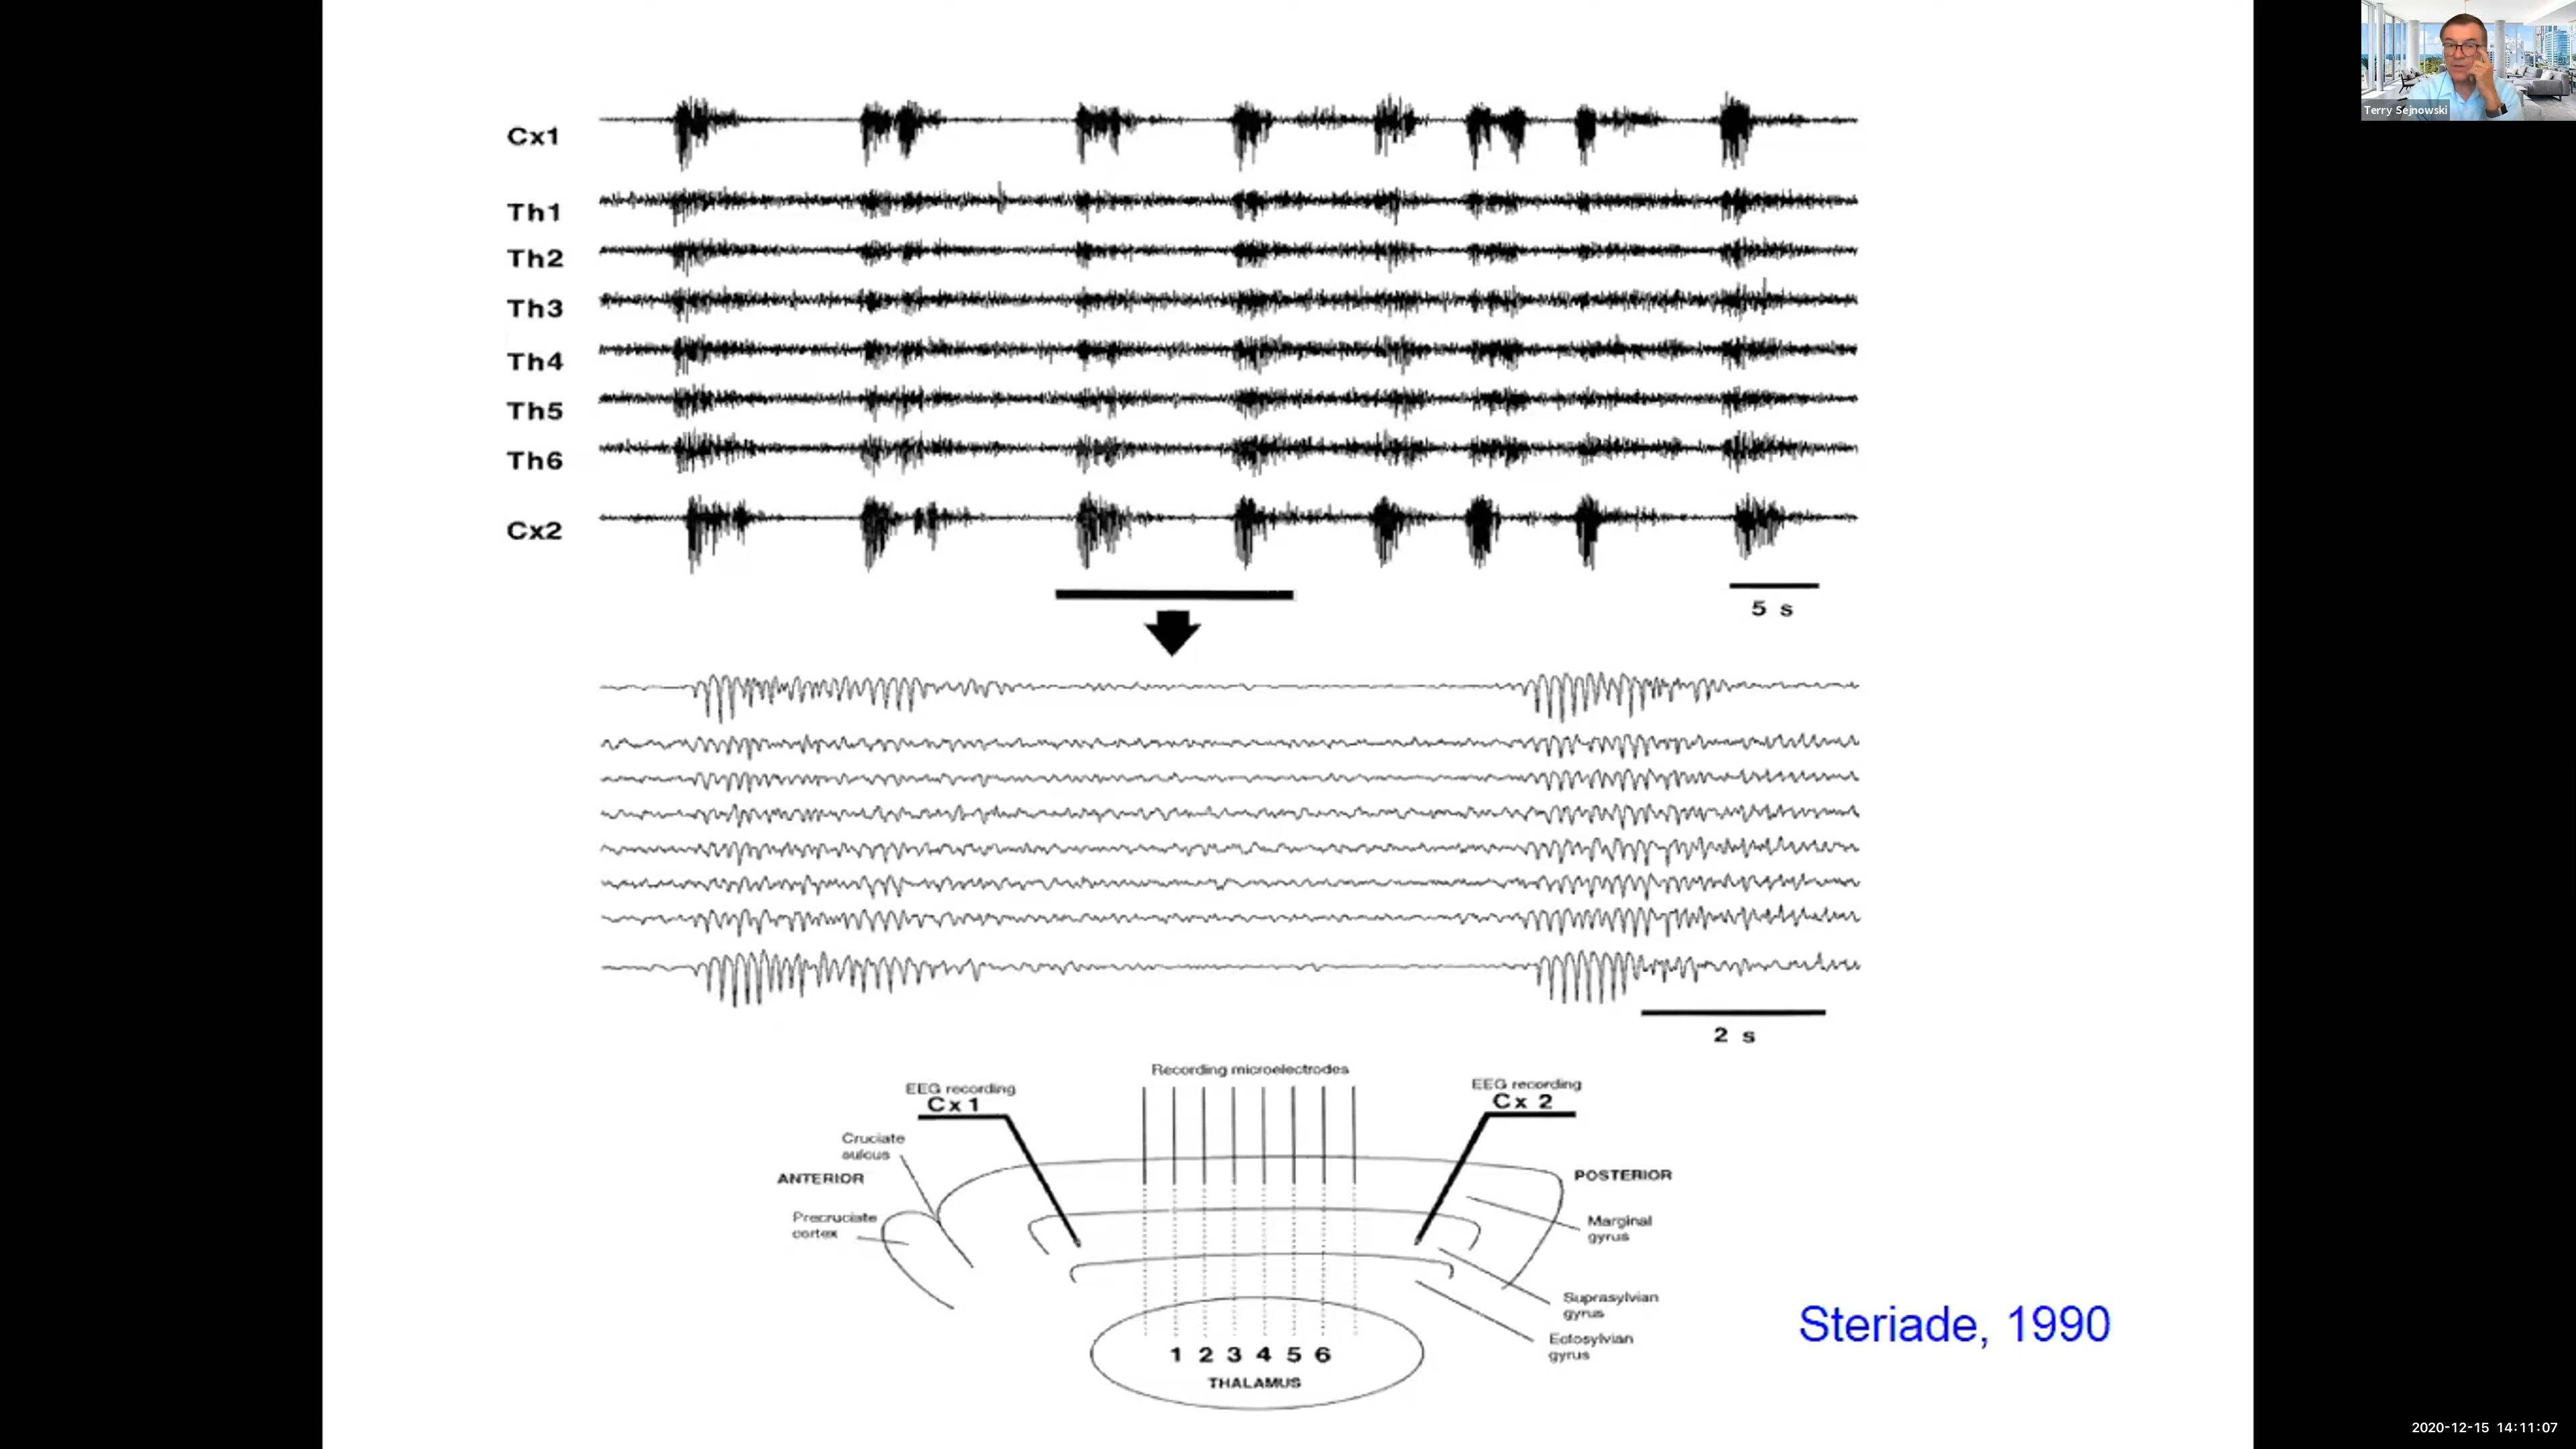 Terry Sejnowski
Cx1
Th1
Th2
Th3
Th4
Th5
Th6
Cx2
5 s
2 s
Recording microelectrodes
EEG recording
Cx 1
EEG recording
Cx 2
Cruciate
sulcus
ANTERIOR
POSTERIOR
Precruciate
cortex
Marginal
gyrus
Suprasylvian
gyrus
Ectosylvian
gyrus
1 2 3 4 5 6
THALAMUS
Steriade, 1990
2020-12-15 14:11:07